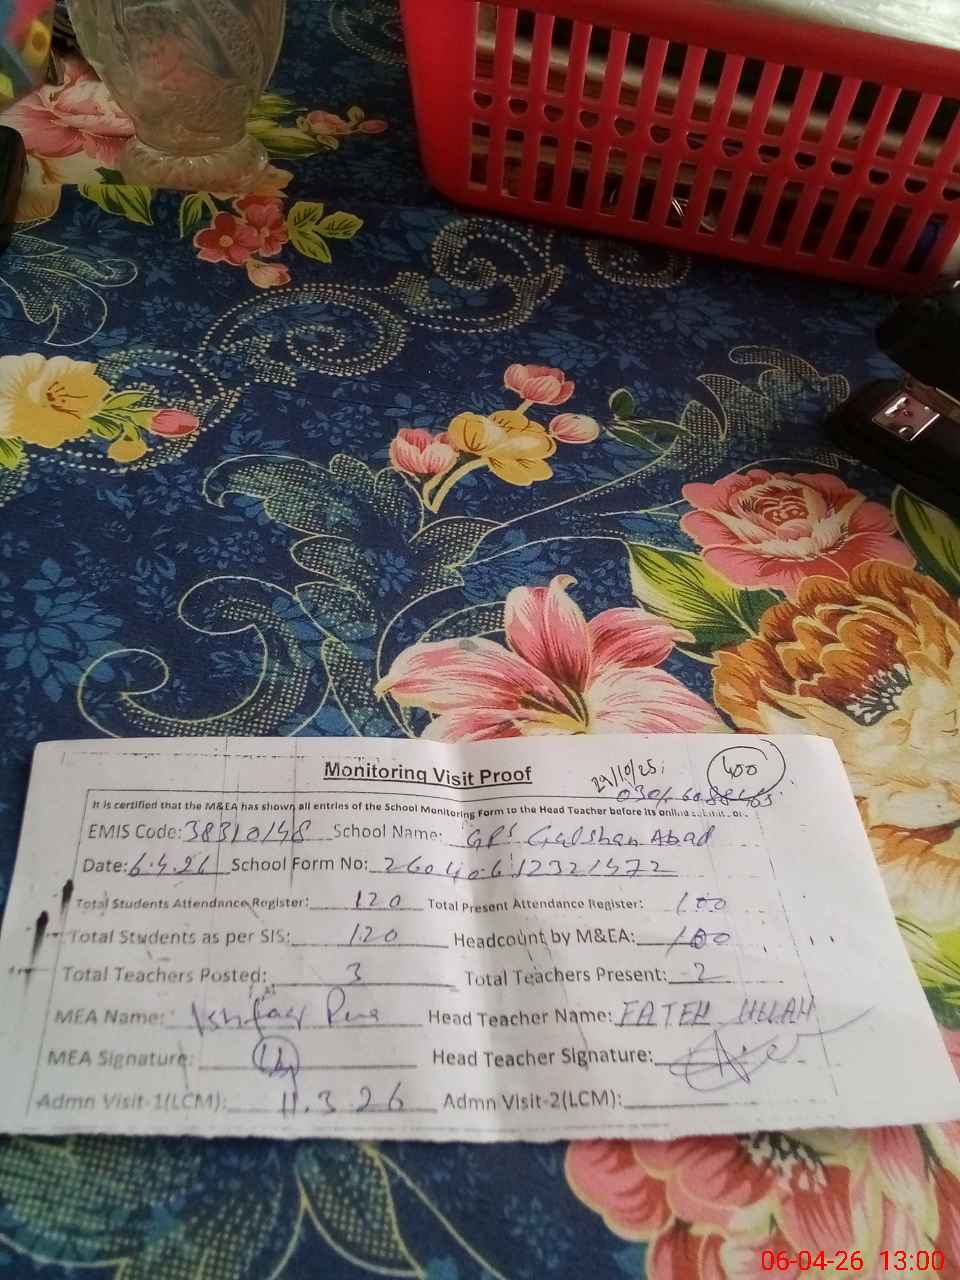 Monitoring Visit Proof
29/10/25
400
It is certified that the M&EA has shown all entries of the School Monitoring Form to the Head Teacher before its online
EMIS Code: 38310148 School Name: GPS Gulshan Abad
Date: 6.4.26 School Form No:
Total Students Attendance Register: 120 Total Present Attendance Register: 100
Total Students as per SIS: 120 Headcount by M&EA: 100
Total Teachers Posted: 3 Total Teachers Present: 2
MEA Name: Head Teacher Name: FATEH ULLAH
MEA Signature: Head Teacher Signature:
Admn Visit-1(LCM): 11.3.26 Admn Visit-2(LCM):
06-04-26 13:00